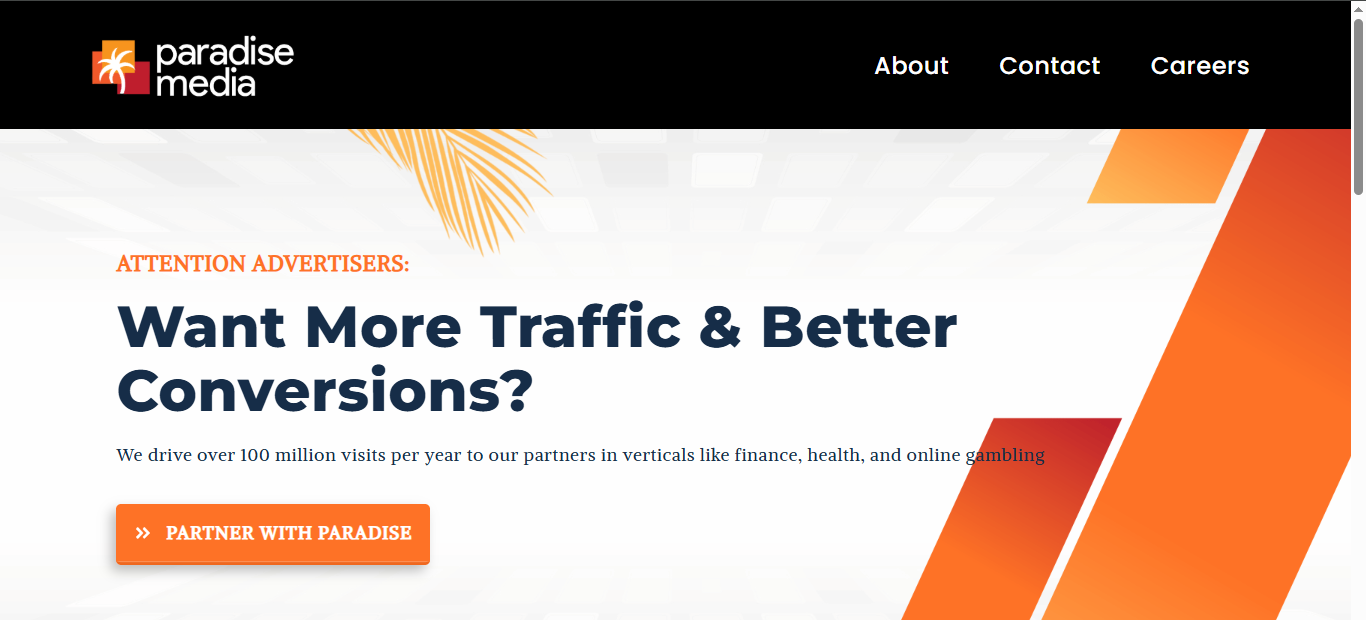 paradise
media
About
Contact
Careers
ATTENTION ADVERTISERS:
Want More Traffic & Better
Conversions?
We drive over 100 million visits per year to our partners in verticals like finance, health, and online gambling
PARTNER WITH PARADISE